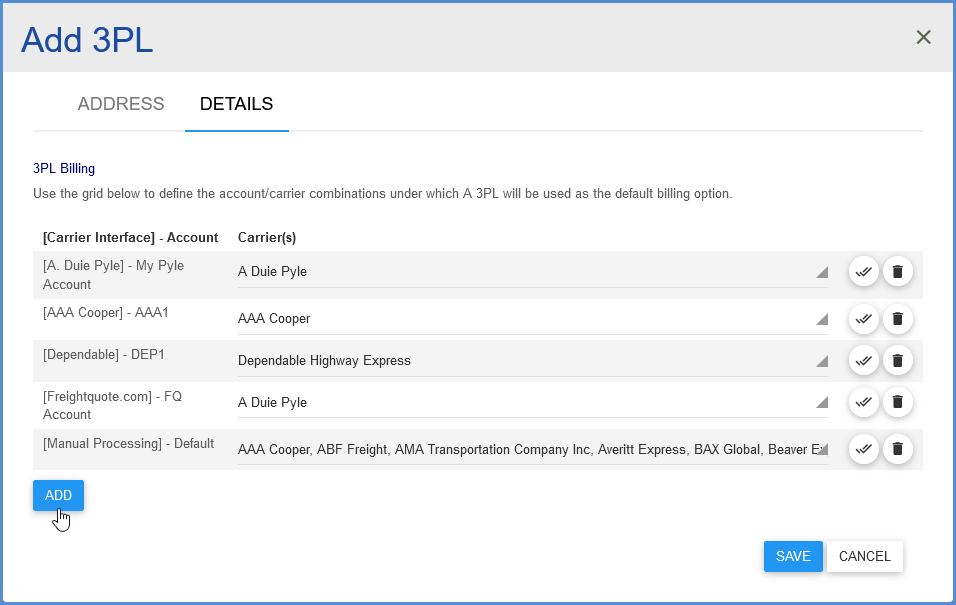 Add 3PL
ADDRESS DETAILS
3PL Billing
Use the grid below to define the account/carrier combinations under which A 3PL will be used as the default billing option.
[Carrier Interface] - Account Carrier(s)
[A. Duie Pyle] - My Pyle
Account
A Duie Pyle
[AAA Cooper] - AAA1
AAA Cooper
[Dependable] - DEP1
Dependable Highway Express
[Freightquote.com] - FQ
Account
A Duie Pyle
[Manual Processing] - Default
AAA Cooper, ABF Freight, AMA Transportation Company Inc, Averitt Express, BAX Global, Beaver
ADD
SAVE CANCEL